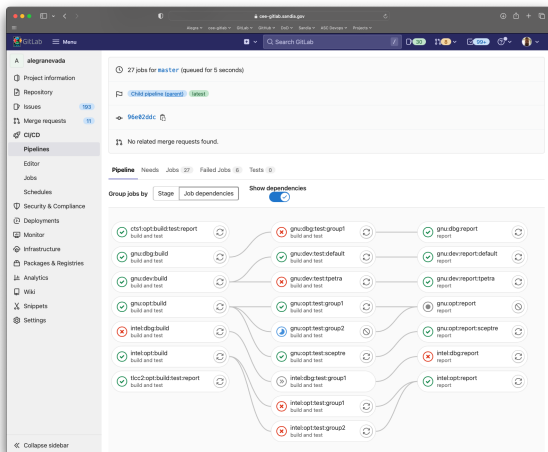 cee-gitlab.sandia.gov
GitLab
Menu
Search GitLab
/
99+
A alegranevada
Project information
Repository
Issues 193
Merge requests 11
CI/CD
Pipelines
Editor
Jobs
Schedules
Security & Compliance
Deployments
Monitor
Infrastructure
Packages & Registries
Analytics
Wiki
Snippets
Settings
Collapse sidebar
27 jobs for master (queued for 5 seconds)
Child pipeline (parent) latest
96e02ddc
No related merge requests found.
Pipeline Needs Jobs 27 Failed Jobs 6 Tests 0
Group jobs by Stage Job dependencies Show dependencies
cts1:opt:build:test:report
build and test
gnu:dbg:build
build and test
gnu:dev:build
build and test
gnu:opt:build
build and test
intel:dbg:build
build and test
intel:opt:build
build and test
tlcc2:opt:build:test:report
build and test
gnu:dbg:test:group1
build and test
gnu:dev:test:default
build and test
gnu:dev:test:tpetra
build and test
gnu:opt:test:group1
build and test
gnu:opt:test:group2
build and test
gnu:opt:test:sceptre
build and test
intel:dbg:test:group1
build and test
intel:opt:test:group1
build and test
intel:opt:test:group2
build and test
gnu:dbg:report
report
gnu:dev:report:default
report
gnu:dev:report:tpetra
report
gnu:opt:report
report
gnu:opt:report:sceptre
report
intel:dbg:report
report
intel:opt:report
report